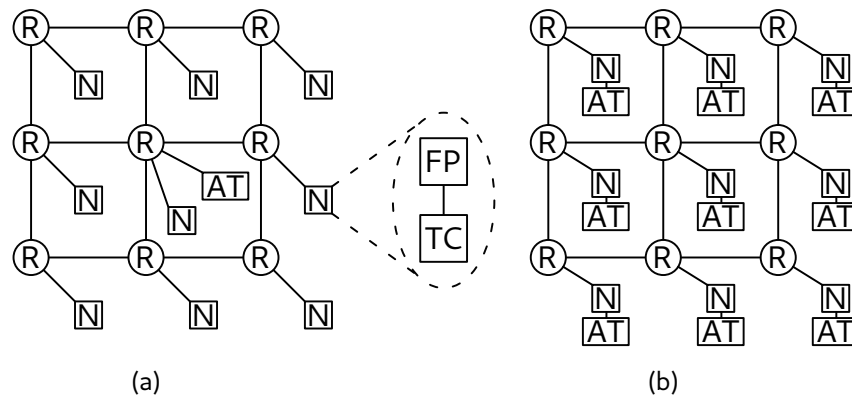 R R R R R R
N N N N N N
AT AT AT
R R R FP R R R
N AT N N N N
N TC AT AT AT
R R R R R R
N N N N N N
AT AT AT
(a) (b)